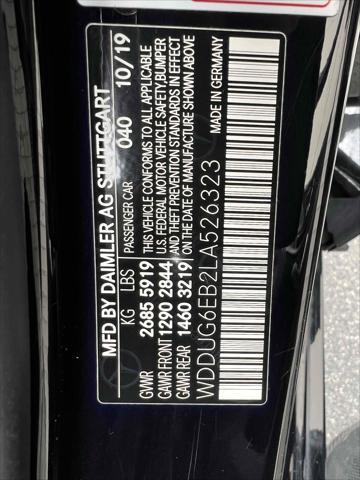 MFD BY DAIMLER AG STUTTGART
KG LBS PASSENGER CAR 040 10/19
GVWR 2685 5919 THIS VEHICLE CONFORMS TO ALL APPLICABLE
GAWR FRONT 1290 2844 U.S. FEDERAL MOTOR VEHICLE SAFETY, BUMPER
GAWR REAR 1460 3219 AND THEFT PREVENTION STANDARDS IN EFFECT
ON THE DATE OF MANUFACTURE SHOWN ABOVE
WDDUG6EB2LA526323 MADE IN GERMANY